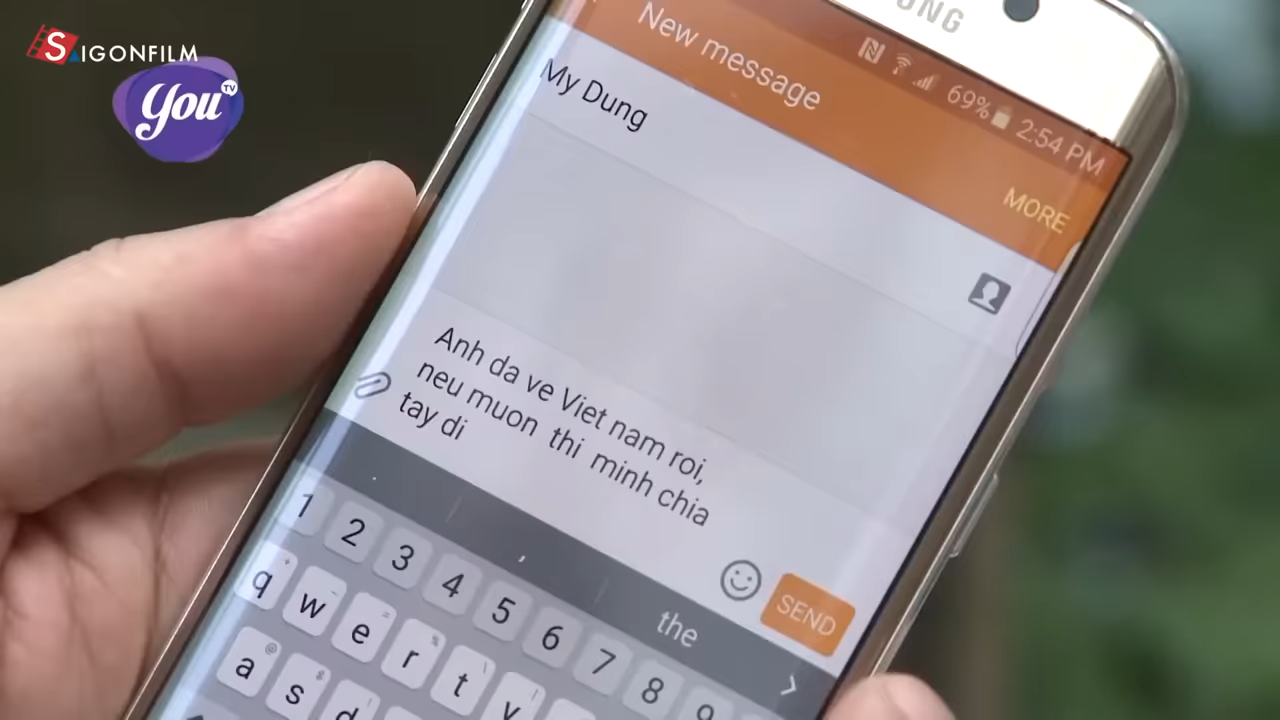 SAIGONFILM
You TV
New message
69% 2:54 PM
My Dung
MORE
Anh da ve Viet nam roi,
neu muon thi minh chia
tay di
SEND
. , the
1 2 3 4 5 6 7 8 9
q w e r t y
a s d